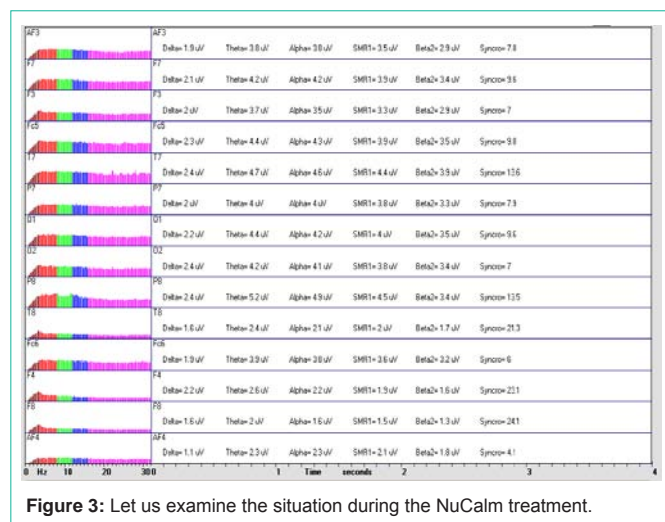 AF3 AF3
Delta= 1.9 uV Theta= 3.8 uV Alpha= 3.8 uV SMR1= 3.5 uV Beta2= 2.9 uV Syncro= 7.8
F7 F7
Delta= 2.1 uV Theta= 4.2 uV Alpha= 4.2 uV SMR1= 3.9 uV Beta2= 3.4 uV Syncro= 9.6
F3 F3
Delta= 2 uV Theta= 3.7 uV Alpha= 3.5 uV SMR1= 3.3 uV Beta2= 2.9 uV Syncro= 7
Fc5 Fc5
Delta= 2.3 uV Theta= 4.4 uV Alpha= 4.3 uV SMR1= 3.9 uV Beta2= 3.5 uV Syncro= 9.8
T7 T7
Delta= 2.4 uV Theta= 4.7 uV Alpha= 4.6 uV SMR1= 4.4 uV Beta2= 3.9 uV Syncro= 13.6
P7 P7
Delta= 2 uV Theta= 4 uV Alpha= 4 uV SMR1= 3.8 uV Beta2= 3.3 uV Syncro= 7.9
O1 O1
Delta= 2.2 uV Theta= 4.4 uV Alpha= 4.2 uV SMR1= 4 uV Beta2= 3.5 uV Syncro= 9.6
O2 O2
Delta= 2.4 uV Theta= 4.2 uV Alpha= 4.1 uV SMR1= 3.8 uV Beta2= 3.4 uV Syncro= 7
P8 P8
Delta= 2.4 uV Theta= 5.2 uV Alpha= 4.9 uV SMR1= 4.5 uV Beta2= 3.4 uV Syncro= 13.5
T8 T8
Delta= 1.6 uV Theta= 2.4 uV Alpha= 2.1 uV SMR1= 2 uV Beta2= 1.7 uV Syncro= 21.3
Fc6 Fc6
Delta= 1.9 uV Theta= 3.9 uV Alpha= 3.8 uV SMR1= 3.6 uV Beta2= 3.2 uV Syncro= 6
F4 F4
Delta= 2.2 uV Theta= 2.6 uV Alpha= 2.2 uV SMR1= 1.9 uV Beta2= 1.6 uV Syncro= 23.1
F8 F8
Delta= 1.6 uV Theta= 2 uV Alpha= 1.6 uV SMR1= 1.5 uV Beta2= 1.3 uV Syncro= 24.1
AF4 AF4
Delta= 1.1 uV Theta= 2.3 uV Alpha= 2.3 uV SMR1= 2.1 uV Beta2= 1.8 uV Syncro= 4.1
0 Hz 10 20 30 0 1 Time seconds 2 3 4
Figure 3: Let us examine the situation during the NuCalm treatment.